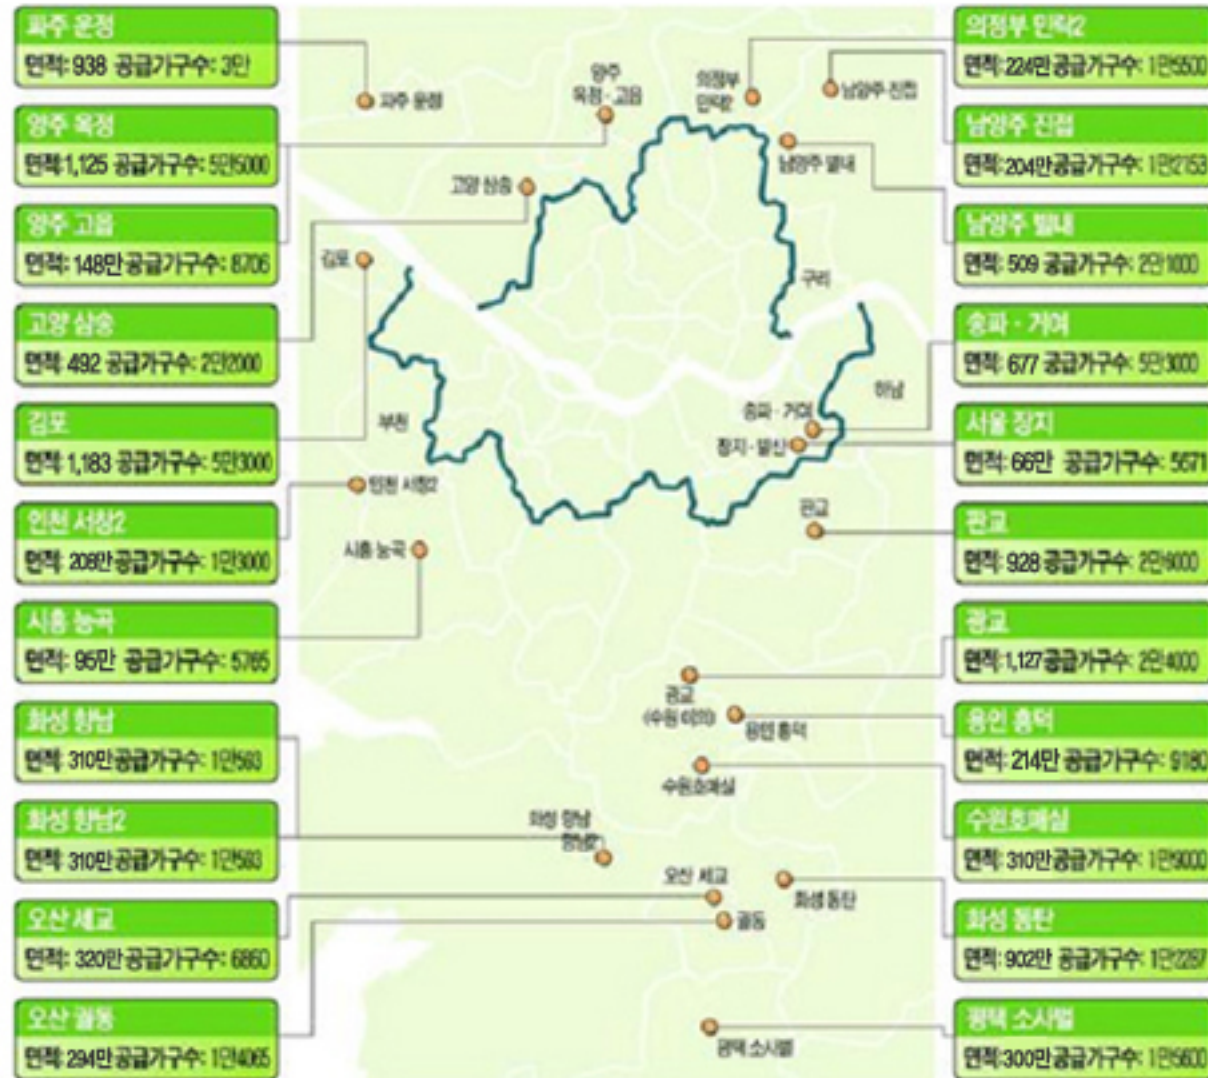 파주 운정
면적: 938 공급가구수: 3만
양주 옥정
면적: 1,125 공급가구수: 5만5000
양주 고읍
면적: 148만 공급가구수: 8706
고양 삼송
면적: 492 공급가구수: 2만2000
김포
면적: 1,183 공급가구수: 5만3000
인천 서창2
면적: 208만 공급가구수: 1만3000
시흥 능곡
면적: 95만 공급가구수: 5765
화성 향남
면적: 310만 공급가구수: 1만593
화성 향남2
면적: 310만 공급가구수: 1만593
오산 세교
면적: 320만 공급가구수: 6860
오산 궐동
면적: 294만 공급가구수: 1만4065
파주 운정
양주
옥정·고읍
의정부
민락2
남양주 진접
남양주 별내
고양 삼송
김포
구리
하남
부천
송파·거여
장지·발산
인천 서창2
시흥 능곡
판교
광교
(수원 이의)
용인 흥덕
수원호매실
화성 향남
향남2
오산 세교
화성 동탄
궐동
평택 소사벌
의정부 민락2
면적: 224만 공급가구수: 1만5500
남양주 진접
면적: 204만 공급가구수: 1만2153
남양주 별내
면적: 509 공급가구수: 2만1000
송파·거여
면적: 677 공급가구수: 5만3000
서울 장지
면적: 66만 공급가구수: 5671
판교
면적: 928 공급가구수:
광교
면적: 1,127 공급가구수: 2만4000
용인 흥덕
면적: 214만 공급가구수: 9180
수원호매실
면적: 310만 공급가구수: 1만9000
화성 동탄
면적: 902만 공급가구수: 1만2287
평택 소사벌
면적: 300만 공급가구수: 1만5600